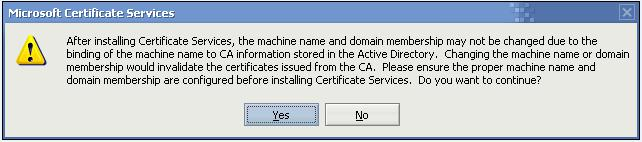 Microsoft Certificate Services
After installing Certificate Services, the machine name and domain membership may not be changed due to the
binding of the machine name to CA information stored in the Active Directory.  Changing the machine name or domain
membership would invalidate the certificates issued from the CA.  Please ensure the proper machine name and
domain membership are configured before installing Certificate Services.  Do you want to continue?
Yes
No